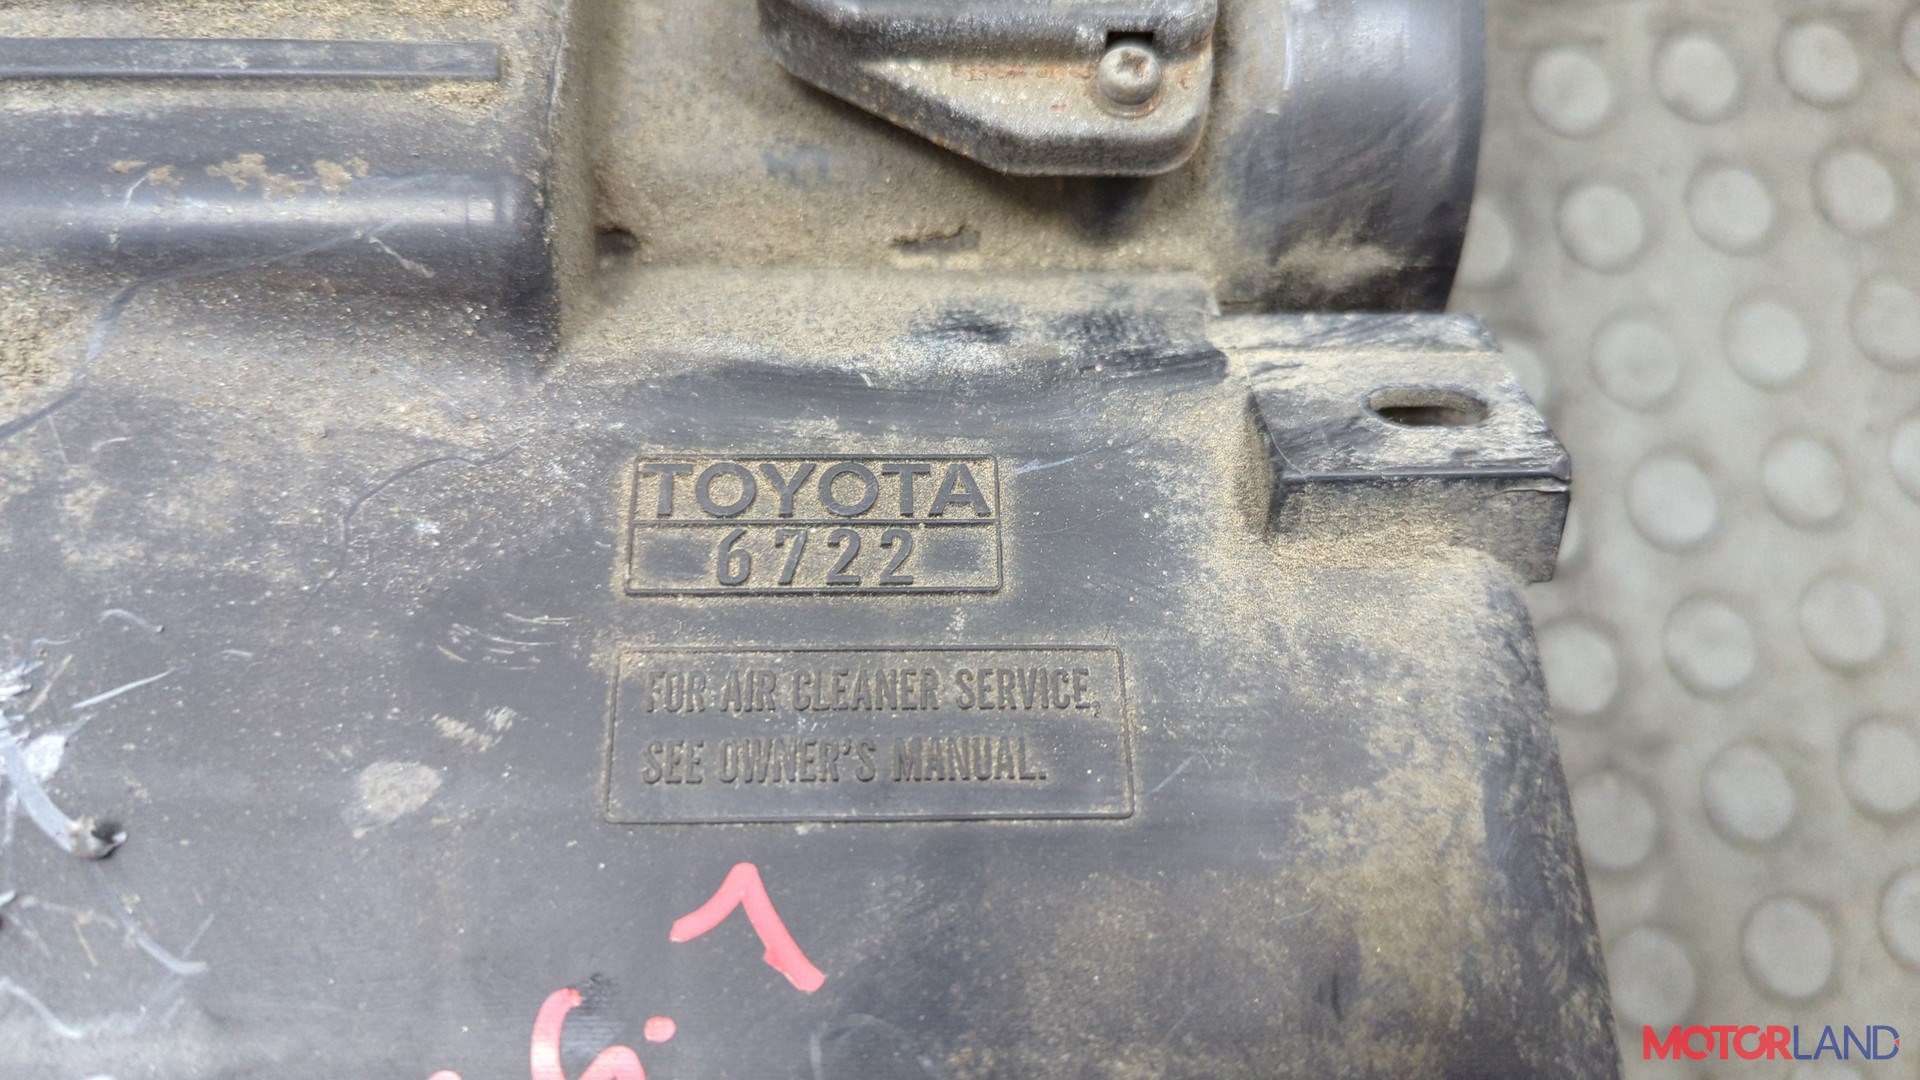 TOYOTA
6722
FOR AIR CLEANER SERVICE,
SEE OWNER'S MANUAL.
MOTORLAND